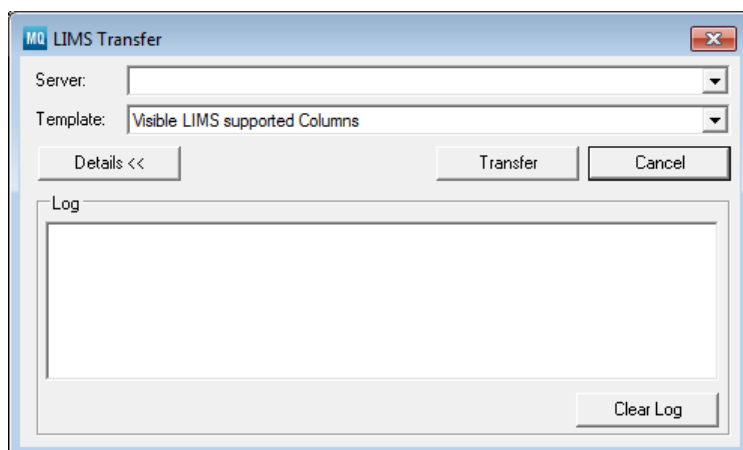 MQ LIMS Transfer
Server:
Template: Visible LIMS supported Columns
Details << Transfer Cancel
Log
Clear Log